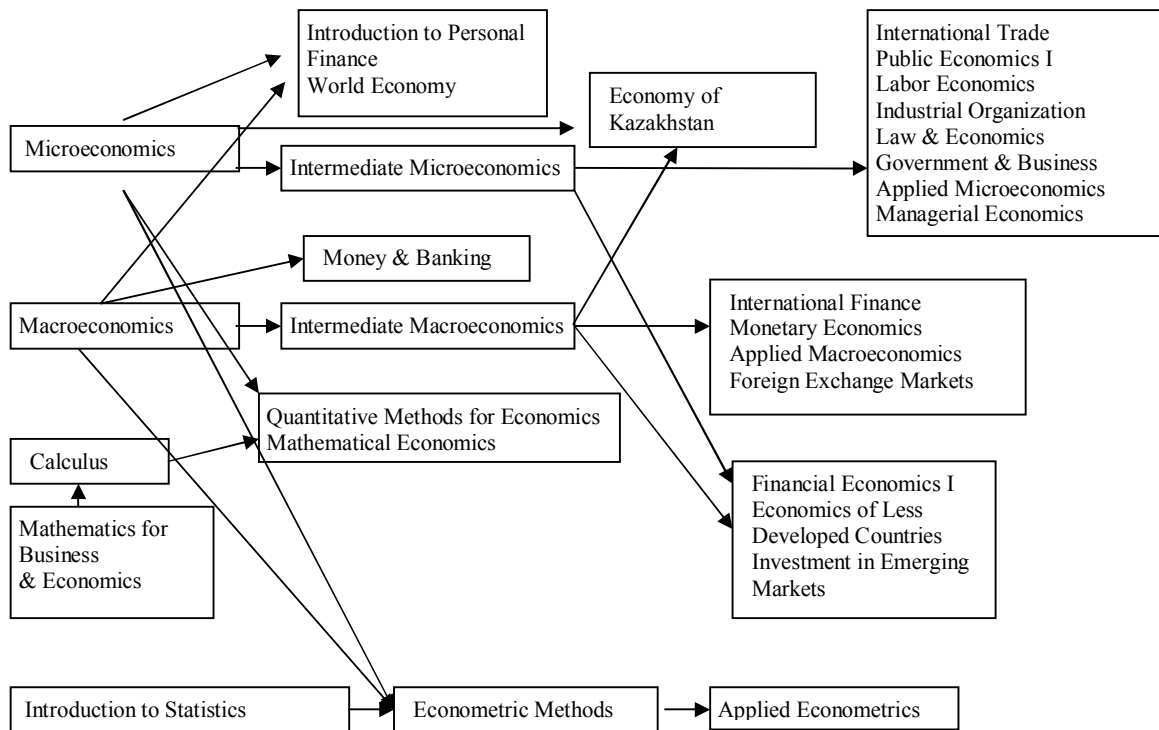 Introduction to Personal
Finance
World Economy
International Trade
Public Economics I
Labor Economics
Industrial Organization
Law & Economics
Government & Business
Applied Microeconomics
Managerial Economics
Economy of
Kazakhstan
Microeconomics
Intermediate Microeconomics
Money & Banking
Macroeconomics
Intermediate Macroeconomics
International Finance
Monetary Economics
Applied Macroeconomics
Foreign Exchange Markets
Quantitative Methods for Economics
Mathematical Economics
Calculus
Mathematics for
Business
& Economics
Financial Economics I
Economics of Less
Developed Countries
Investment in Emerging
Markets
Introduction to Statistics
Econometric Methods
Applied Econometrics